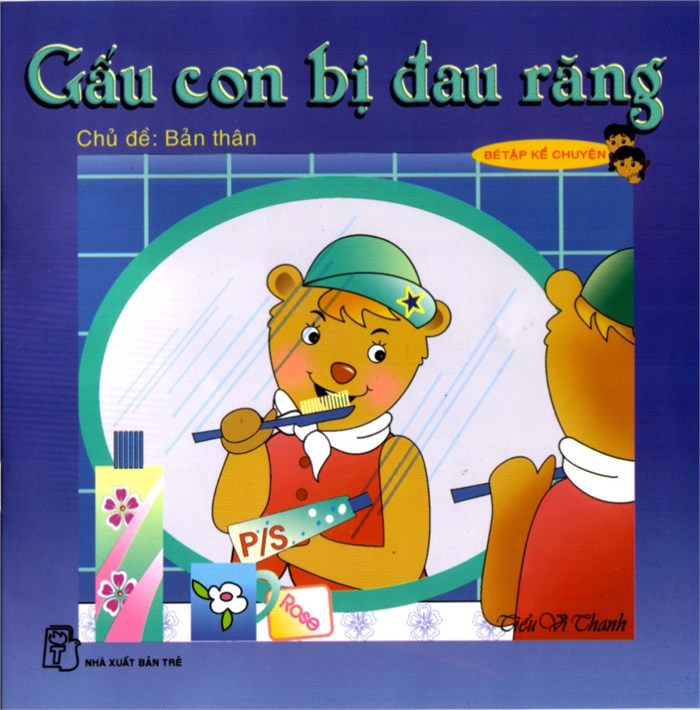 Gấu con bị đau răng
Chủ đề: Bản thân
BÉ TẬP KỂ CHUYỆN
P/S
Rose
Tiểu Vi Thanh
T
NHÀ XUẤT BẢN TRẺ